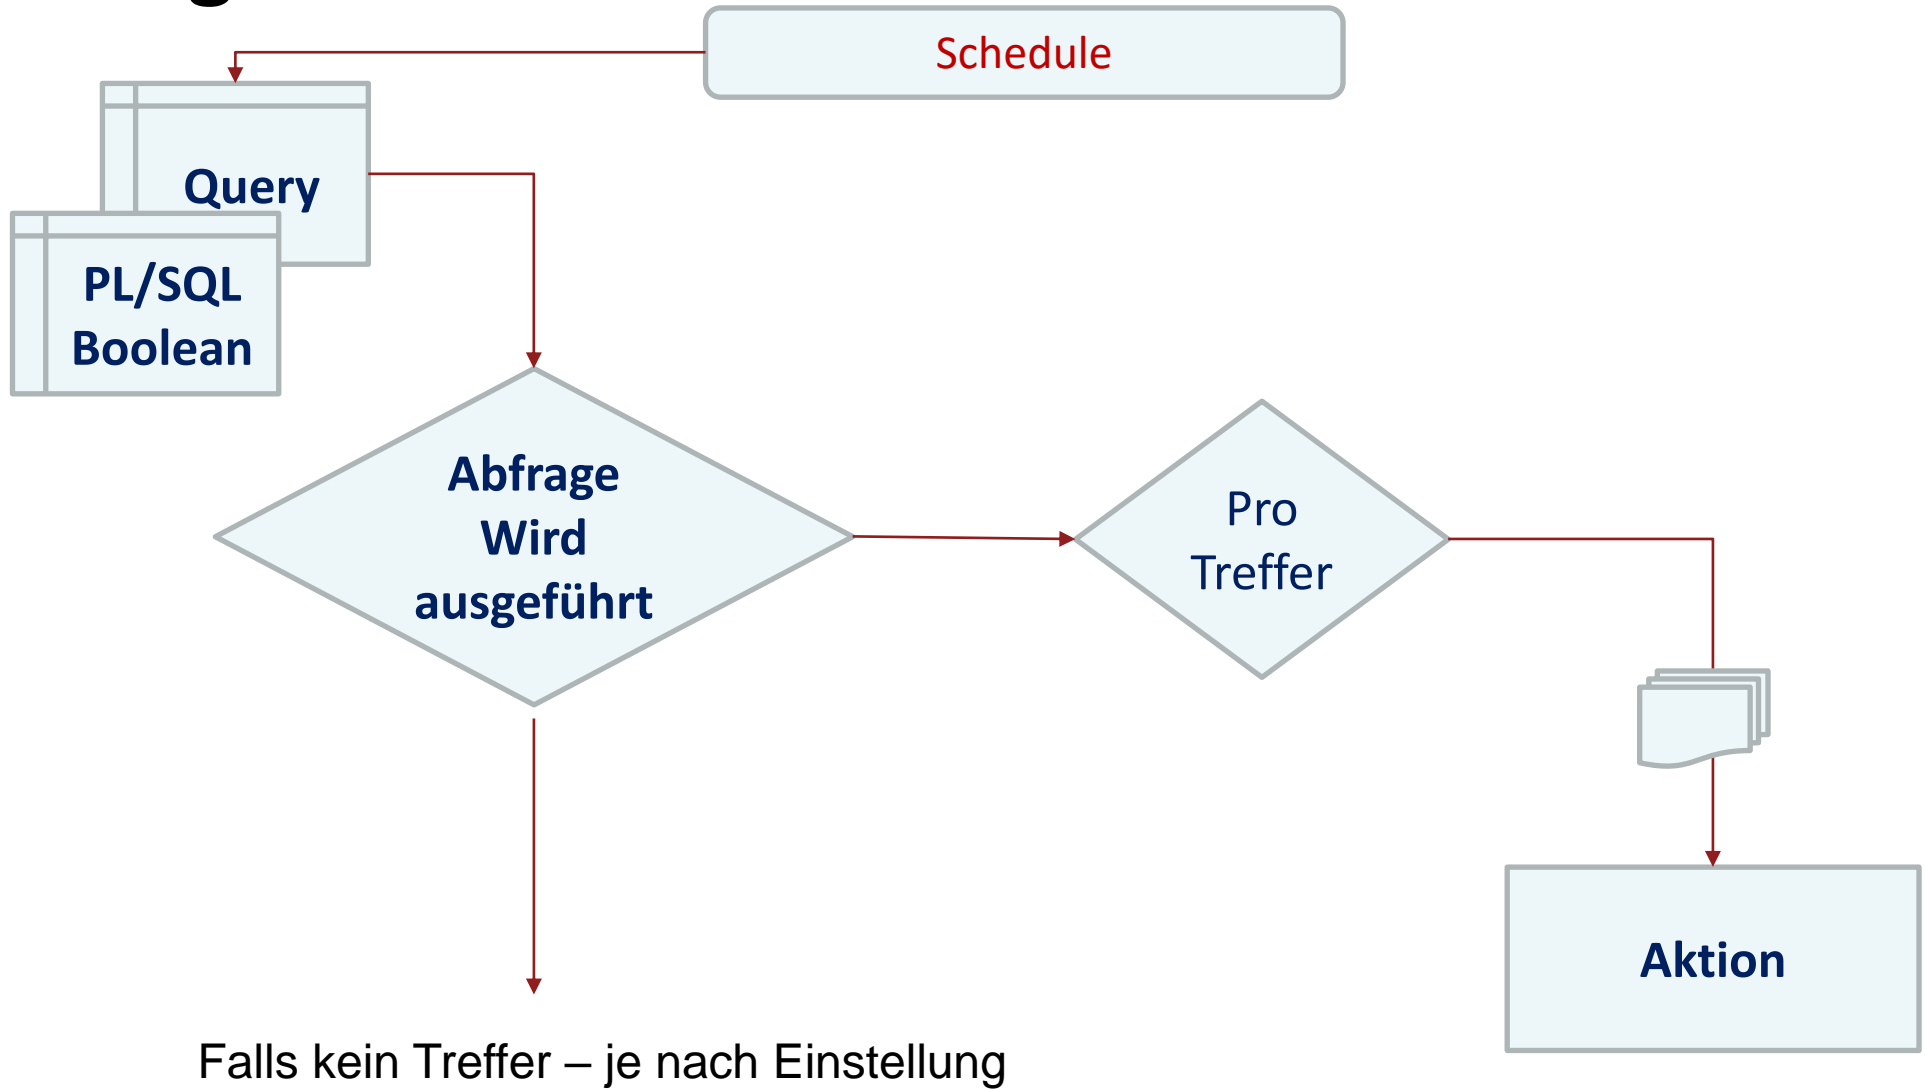 Schedule
Query
PL/SQL
Boolean
Abfrage
Wird
ausgeführt
Pro
Treffer
Aktion
Falls kein Treffer – je nach Einstellung